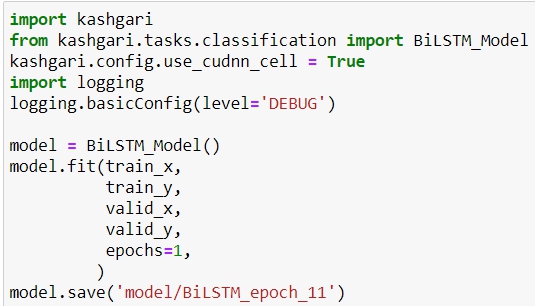 import kashgari
from kashgari.tasks.classification import BiLSTM_Model
kashgari.config.use_cudnn_cell = True
import logging
logging.basicConfig(level='DEBUG')

model = BiLSTM_Model()
model.fit(train_x,
          train_y,
          valid_x,
          valid_y,
          epochs=1,
         )
model.save('model/BiLSTM_epoch_11')